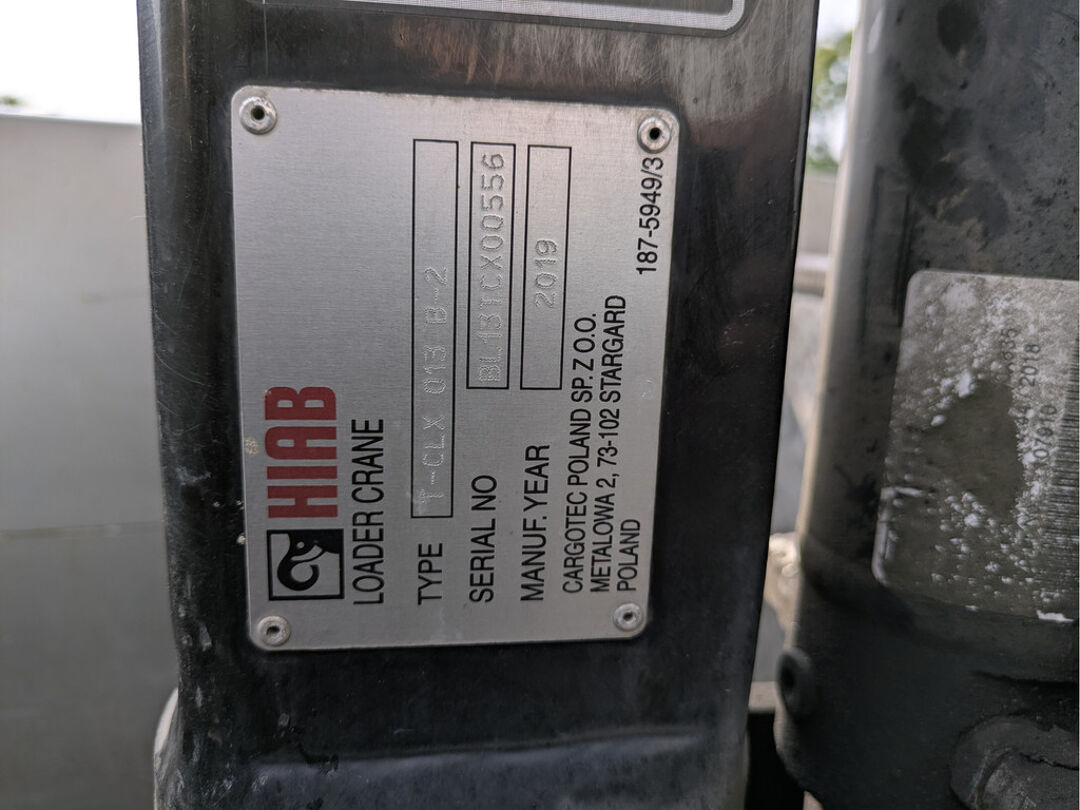 HIAB
LOADER CRANE
TYPE T-CLX 013 B-2
SERIAL NO BL13TCX00556
MANUF. YEAR 2019
CARGOTEC POLAND SP. Z O.O.
METALOWA 2, 73-102 STARGARD
POLAND
187-5949/3
2018